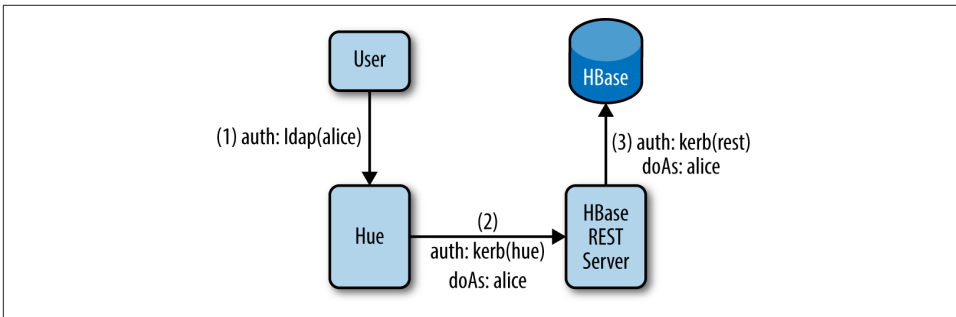 User
HBase
(1) auth: ldap(alice)
(3) auth: kerb(rest)
doAs: alice
Hue
(2)
auth: kerb(hue)
doAs: alice
HBase
REST
Server